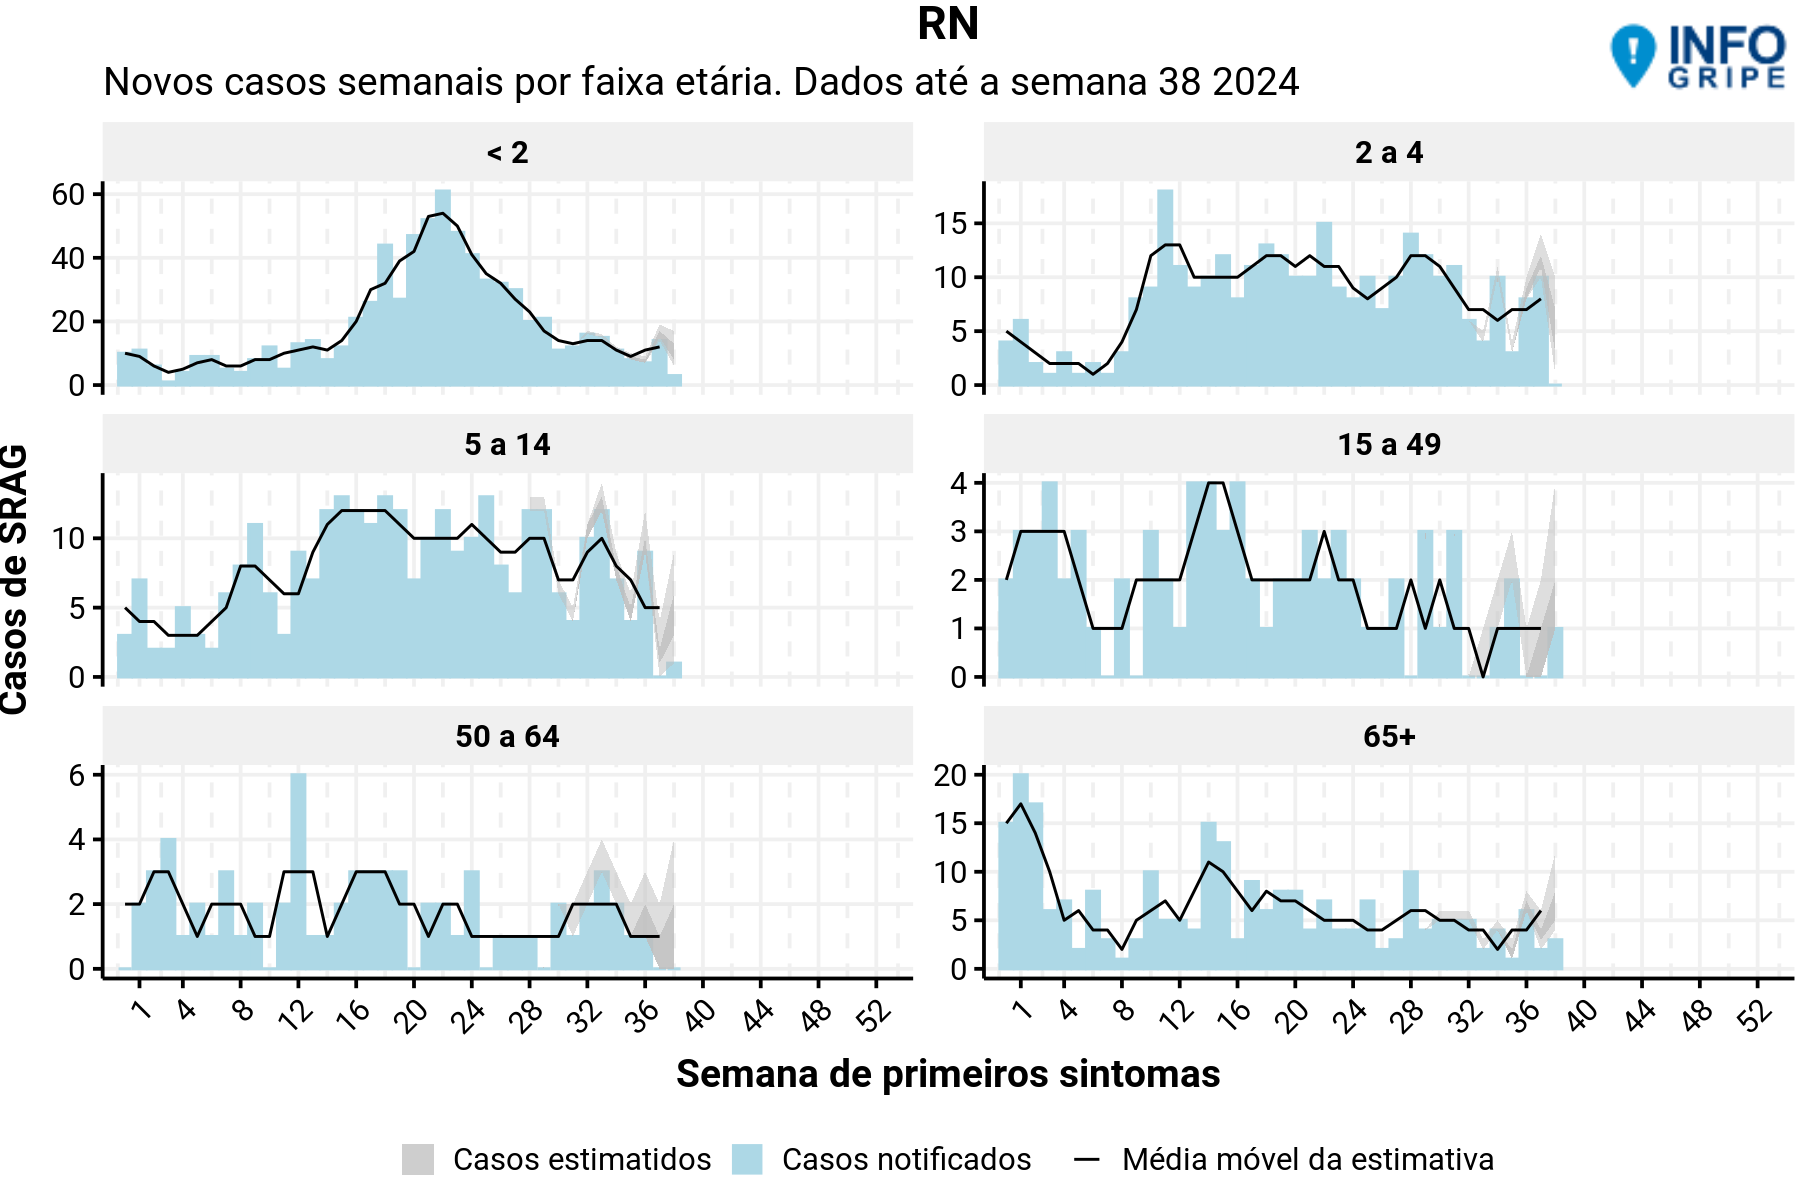 RN
INFO
GRIPE
Novos casos semanais por faixa etária. Dados até a semana 38 2024
< 2
2 a 4
60
40
20
0
15
10
5
0
5 a 14
15 a 49
10
5
0
4
3
2
1
0
Casos de SRAG
50 a 64
65+
6
4
2
0
20
15
10
5
0
1 4 8 12 16 20 24 28 32 36 40 44 48 52
1 4 8 12 16 20 24 28 32 36 40 44 48 52
Semana de primeiros sintomas
Casos estimatidos Casos notificados Média móvel da estimativa